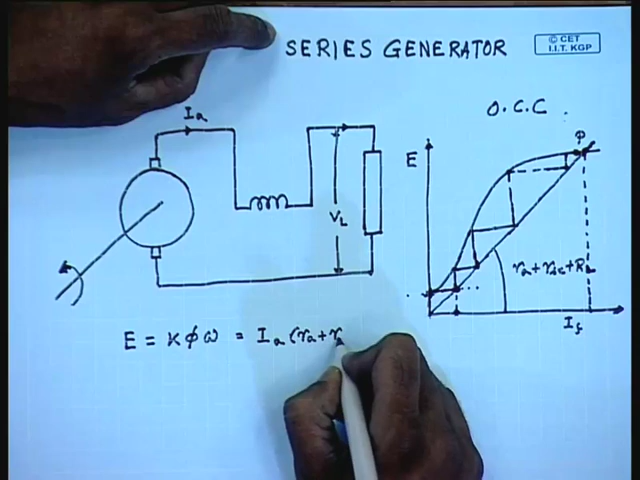 SERIES GENERATOR
© CET
I.I.T. KGP
O.C.C.
Ia
E
P
VL
ra + rsc + RL
If
E = Kφω = Ia (ra + r